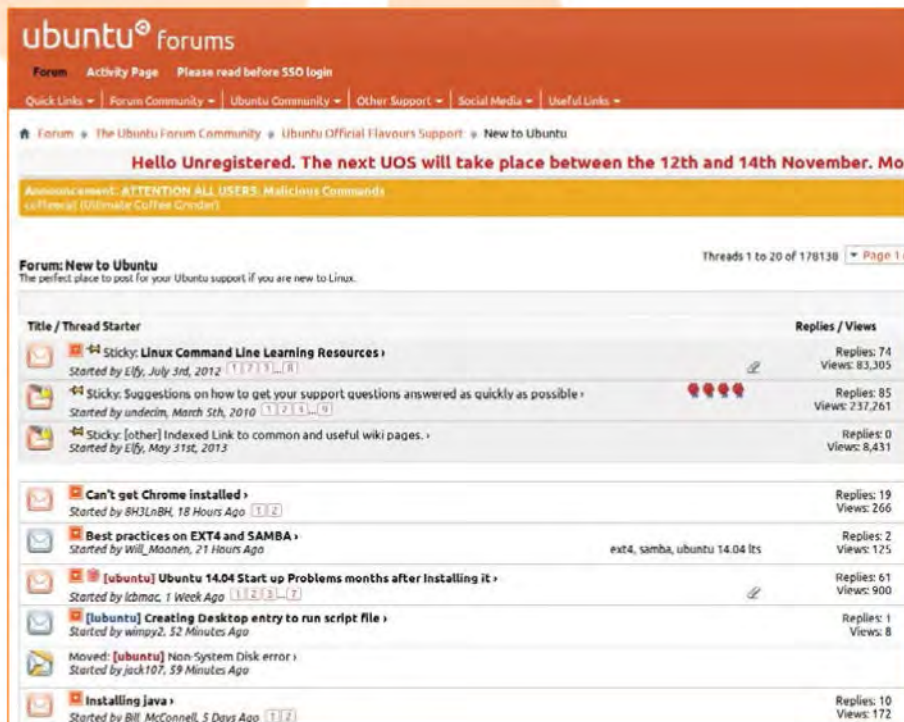 ubuntu® forums
Forum Activity Page Please read before SSO login
Quick Links Forum Community Ubuntu Community Other Support Social Media Useful Links
Forum The Ubuntu Forum Community Ubuntu Official Flavours Support New to Ubuntu
Hello Unregistered. The next UOS will take place between the 12th and 14th November. Mo
Announcement: ATTENTION ALL USERS: Malicious Commands
coffeecat (Ultimate Coffee Grinder)
Threads 1 to 20 of 178138 Page 1
Forum: New to Ubuntu
The perfect place to post for your Ubuntu support if you are new to Linux.
Title / Thread Starter Replies / Views
Sticky: Linux Command Line Learning Resources Replies: 74
Started by Elfy, July 3rd, 2012 1 2 3 ... 8 Views: 83,305
Sticky: Suggestions on how to get your support questions answered as quickly as possible Replies: 85
Started by undecim, March 5th, 2010 1 2 3 ... 9 Views: 237,261
Sticky: [other] Indexed Link to common and useful wiki pages. Replies: 0
Started by Elfy, May 31st, 2013 Views: 8,431
Can't get Chrome installed Replies: 19
Started by 8H3LnBH, 18 Hours Ago 1 2 Views: 266
Best practices on EXT4 and SAMBA Replies: 2
Started by Will_Moonen, 21 Hours Ago ext4, samba, ubuntu 14.04 lts Views: 125
[ubuntu] Ubuntu 14.04 Start up Problems months after Installing it Replies: 61
Started by lcbmac, 1 Week Ago 1 2 3 ... 7 Views: 900
[lubuntu] Creating Desktop entry to run script file Replies: 1
Started by wimpy2, 52 Minutes Ago Views: 8
Moved: [ubuntu] Non-System Disk error
Started by jack107, 59 Minutes Ago
Installing java Replies: 10
Started by Bill_McConnell, 5 Days Ago 1 2 Views: 172